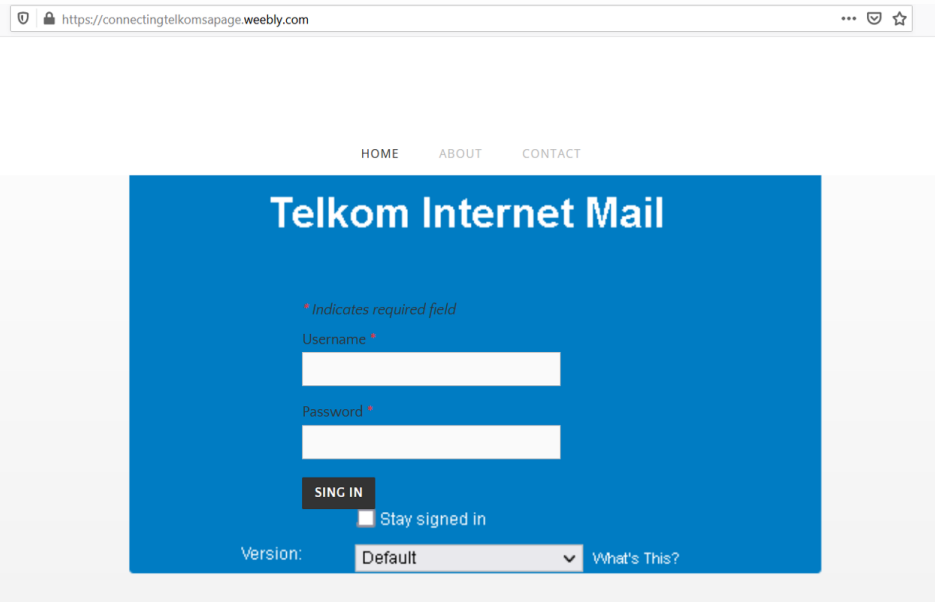 https://connectingtelkomsapage.weebly.com
HOME ABOUT CONTACT
Telkom Internet Mail
* Indicates required field
Username *
Password *
SING IN
Stay signed in
Version: Default What's This?